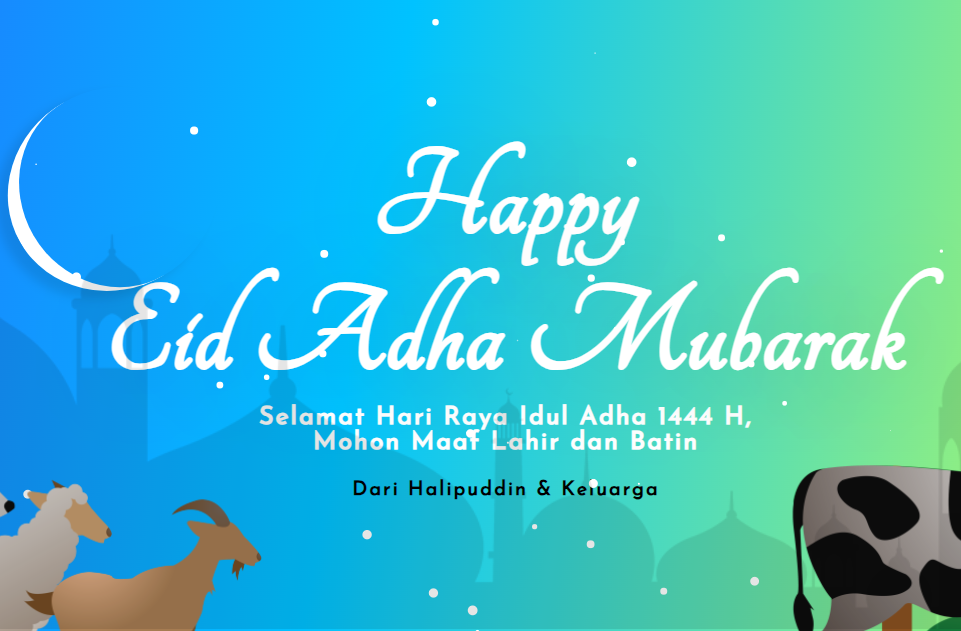 Happy
Eid Adha Mubarak
Selamat Hari Raya Idul Adha 1444 H,
Mohon Maaf Lahir dan Batin
Dari Halipuddin & Keluarga